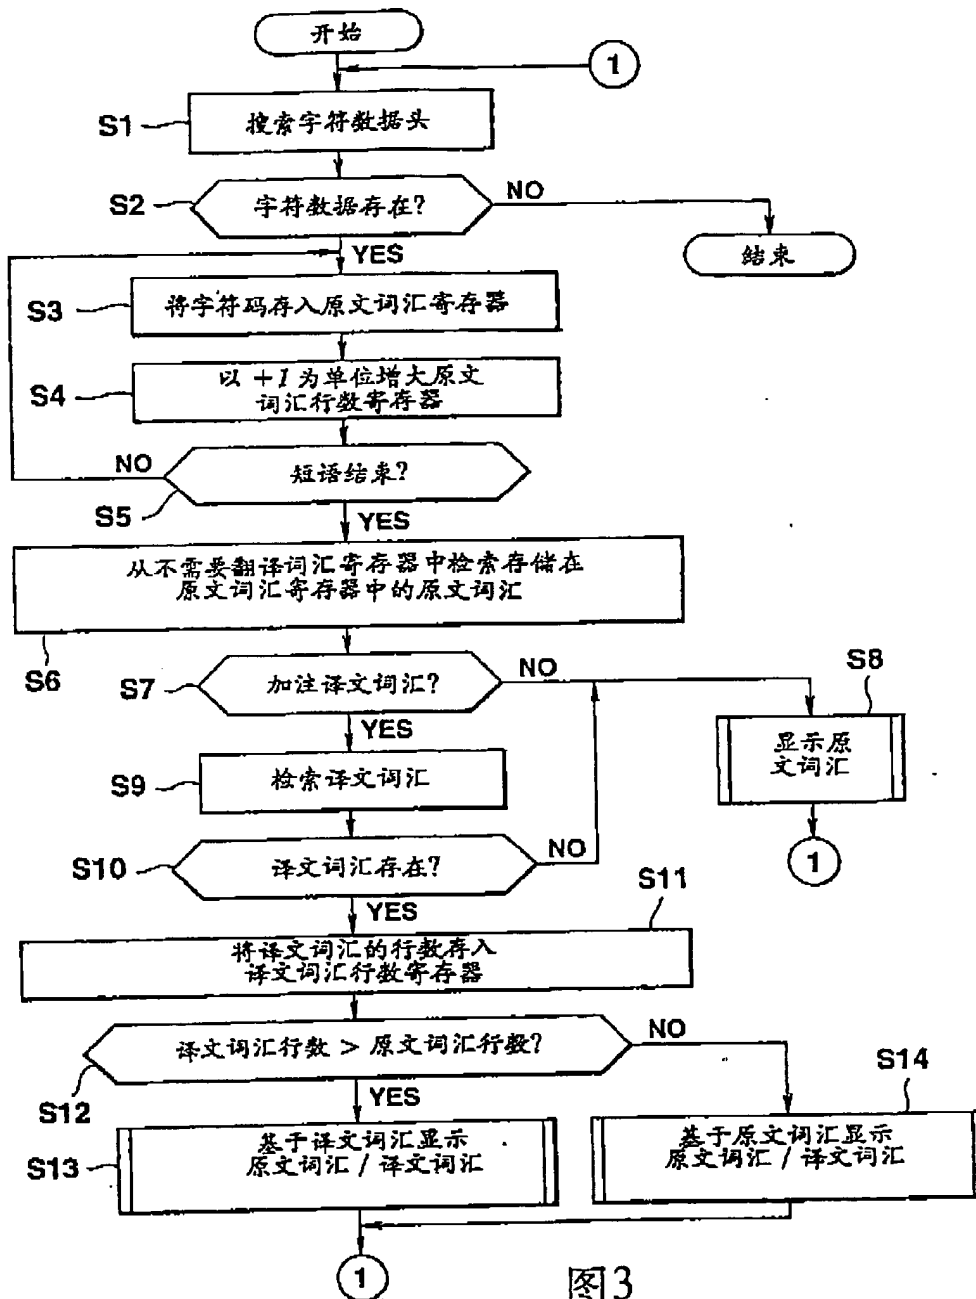 开始
1
S1
搜索字符数据头
S2
字符数据存在?
NO
结束
YES
S3
将字符码存入原文词汇寄存器
S4
以 +1 为单位增大原文
词汇行数寄存器
NO
短语结束?
S5
YES
从不需要翻译词汇寄存器中检索存储在
原文词汇寄存器中的原文词汇
S6
S7
加注译文词汇?
NO
S8
YES
显示原
文词汇
S9
检索译文词汇
1
S10
译文词汇存在?
NO
YES
S11
将译文词汇的行数存入
译文词汇行数寄存器
译文词汇行数 > 原文词汇行数?
NO
S12
YES
S14
S13
基于译文词汇显示
原文词汇 / 译文词汇
基于原文词汇显示
原文词汇 / 译文词汇
1
图3